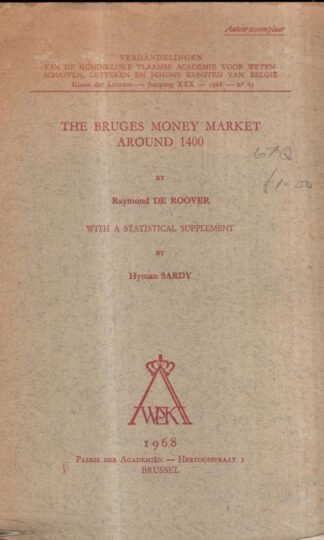 Auteursexemplaar
VERHANDELINGEN
VAN DE KONINKLIJKE VLAAMSE ACADEMIE VOOR WETEN-
SCHAPPEN, LETTEREN EN SCHONE KUNSTEN VAN BELGIË
Klasse der Letteren — Jaargang XXX — 1968 — nr 63
THE BRUGES MONEY MARKET
AROUND 1400
BY
Raymond DE ROOVER
WITH A STATISTICAL SUPPLEMENT
BY
Hyman SARDY
1968
Paleis der Academiën — Hertogsstraat 1
BRUSSEL